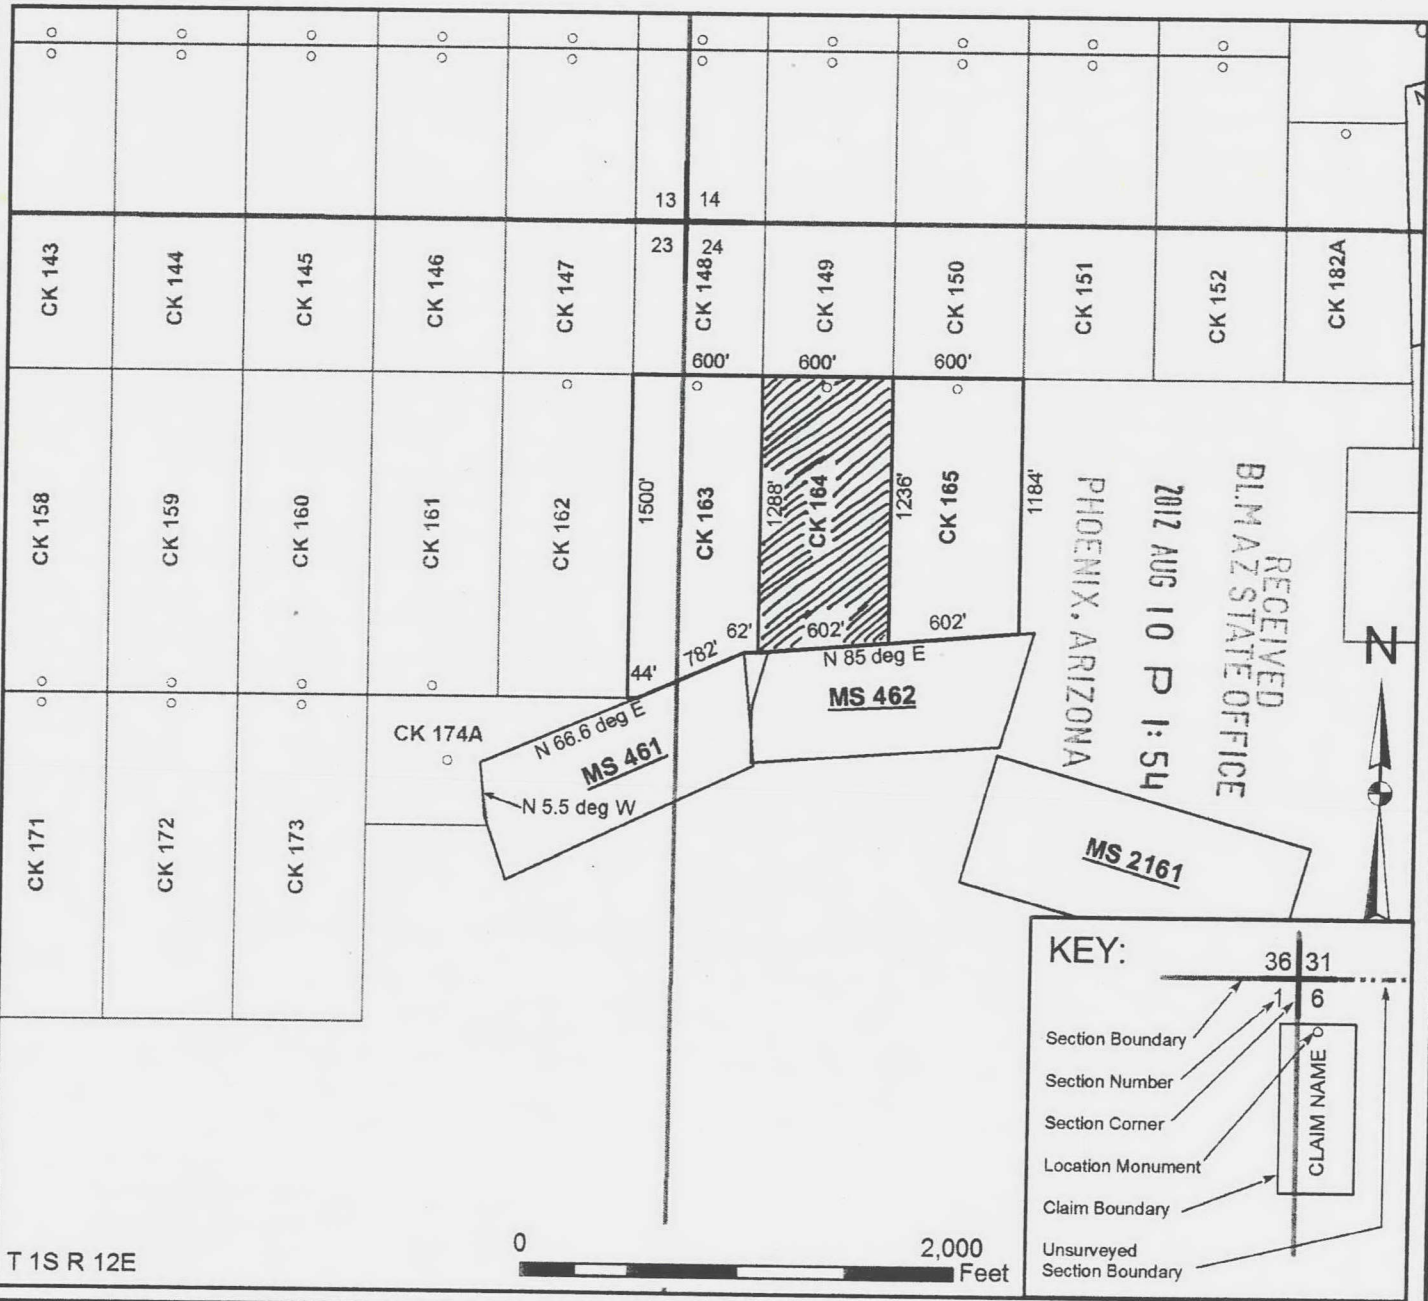 13 14
23 24
CK 143
CK 144
CK 145
CK 146
CK 147
CK 148
CK 149
CK 150
CK 151
CK 152
CK 182A
600'
600'
600'
CK 158
CK 159
CK 160
CK 161
CK 162
1500'
CK 163
1288'
CK 164
1236'
CK 165
1184'
RECEIVED
BLM AZ STATE OFFICE
2012 AUG 10 P 1:54
PHOENIX, ARIZONA
N
44'
782'
62'
602'
602'
N 85 deg E
MS 462
CK 174A
N 66.6 deg E
MS 461
N 5.5 deg W
CK 171
CK 172
CK 173
MS 2161
KEY:
36 31
1 6
Section Boundary
Section Number
Section Corner
Location Monument
Claim Boundary
Unsurveyed
Section Boundary
CLAIM NAME
T 1S R 12E
0 2,000
Feet